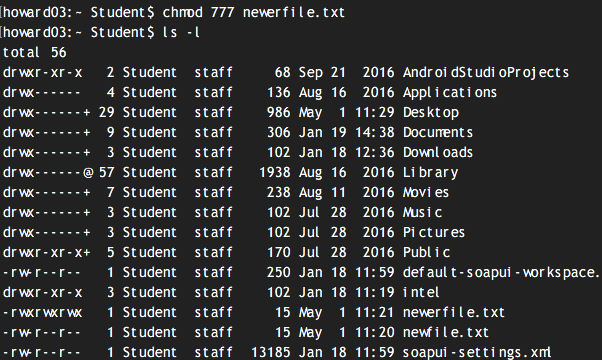 [howard03:~ Student$ chmod 777 newerfile.txt
[howard03:~ Student$ ls -l
total 56
drwxr-xr-x   2 Student  staff     68 Sep 21  2016 AndroidStudioProjects
drwx------   4 Student  staff    136 Aug 16  2016 Applications
drwx------+ 29 Student  staff    986 May  1 11:29 Desktop
drwx------+  9 Student  staff    306 Jan 19 14:38 Documents
drwx------+  3 Student  staff    102 Jan 18 12:36 Downloads
drwx------@ 57 Student  staff   1938 Aug 16  2016 Library
drwx------+  7 Student  staff    238 Aug 11  2016 Movies
drwx------+  3 Student  staff    102 Jul 28  2016 Music
drwx------+  3 Student  staff    102 Jul 28  2016 Pictures
drwxr-xr-x+  5 Student  staff    170 Jul 28  2016 Public
-rw-r--r--   1 Student  staff    250 Jan 18 11:59 default-soapui-workspace.
drwxr-xr-x   3 Student  staff    102 Jan 18 11:19 intel
-rwxrwxrwx   1 Student  staff     15 May  1 11:21 newerfile.txt
-rw-r--r--   1 Student  staff     15 May  1 11:20 newfile.txt
-rw-r--r--   1 Student  staff  13185 Jan 18 11:59 soapui-settings.xml